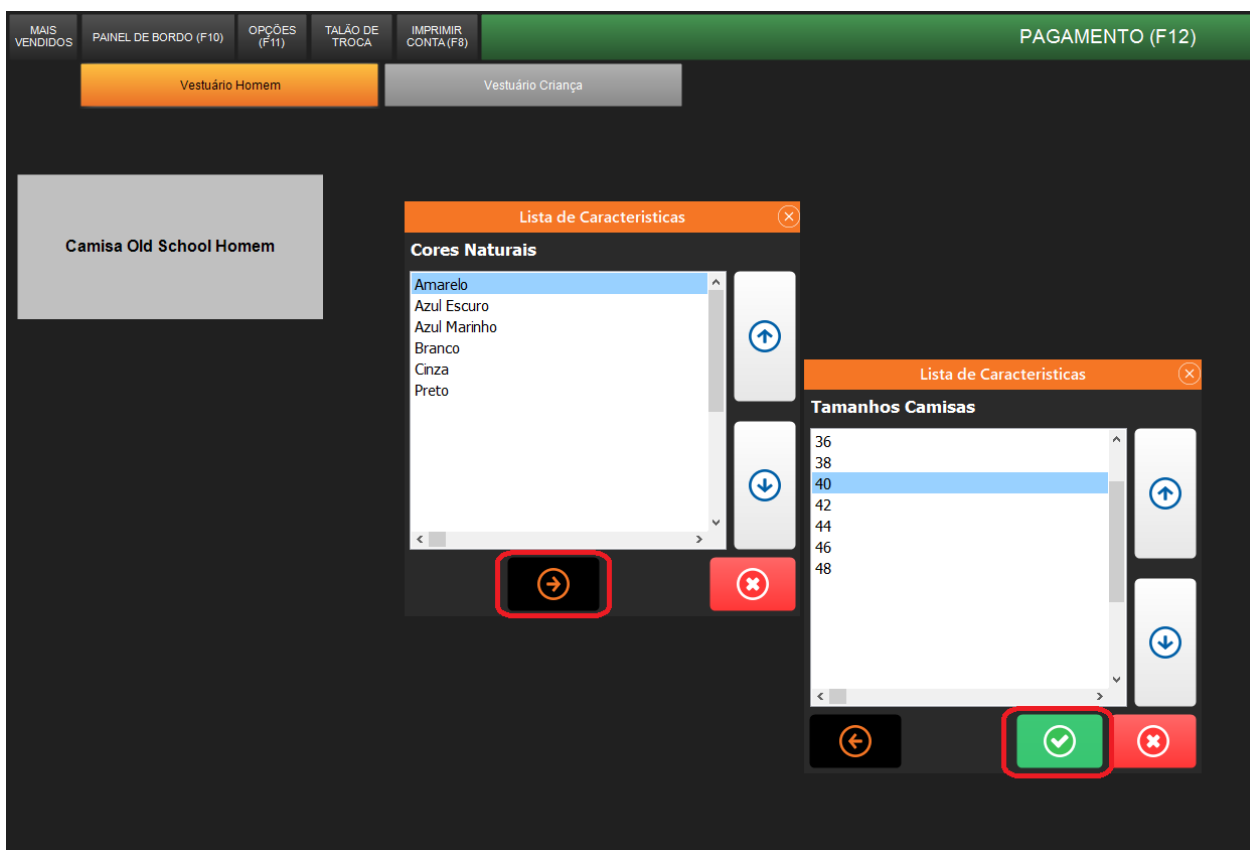 MAIS
VENDIDOS
PAINEL DE BORDO (F10)
OPÇÕES
(F11)
TALÃO DE
TROCA
IMPRIMIR
CONTA (F8)
PAGAMENTO (F12)
Vestuário Homem
Vestuário Criança
Camisa Old School Homem
Lista de Caracteristicas
Cores Naturais
Amarelo
Azul Escuro
Azul Marinho
Branco
Cinza
Preto
Lista de Caracteristicas
Tamanhos Camisas
36
38
40
42
44
46
48